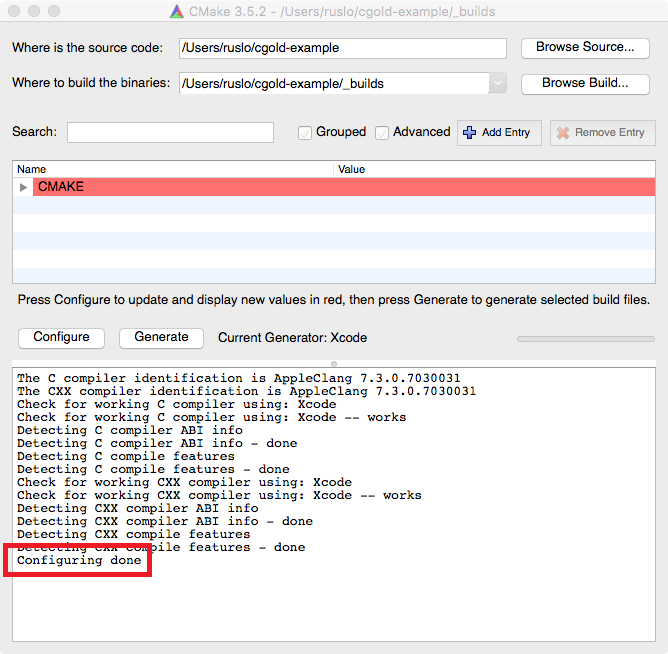 CMake 3.5.2 - /Users/ruslo/cgold-example/_builds
Where is the source code: /Users/ruslo/cgold-example Browse Source...
Where to build the binaries: /Users/ruslo/cgold-example/_builds Browse Build...
Search: Grouped Advanced Add Entry Remove Entry
Name Value
CMAKE
Press Configure to update and display new values in red, then press Generate to generate selected build files.
Configure Generate Current Generator: Xcode
The C compiler identification is AppleClang 7.3.0.7030031
The CXX compiler identification is AppleClang 7.3.0.7030031
Check for working C compiler using: Xcode
Check for working C compiler using: Xcode -- works
Detecting C compiler ABI info
Detecting C compiler ABI info - done
Detecting C compile features
Detecting C compile features - done
Check for working CXX compiler using: Xcode
Check for working CXX compiler using: Xcode -- works
Detecting CXX compiler ABI info
Detecting CXX compiler ABI info - done
Detecting CXX compile features
Detecting CXX compile features - done
Configuring done